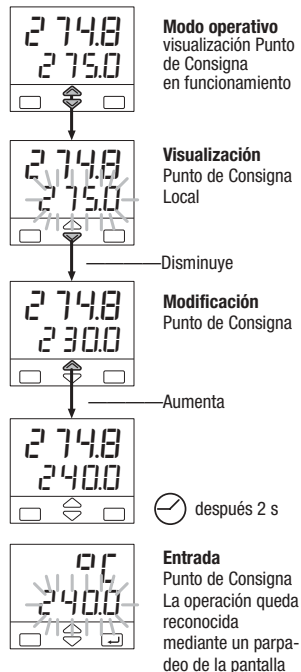 274.8
275.0
Modo operativo
visualización Punto
de Consigna
en funcionamiento
274.8
275.0
Visualización
Punto de Consigna
Local
Disminuye
274.8
230.0
Modificación
Punto de Consigna
Aumenta
274.8
240.0
después 2 s
°C
240.0
Entrada
Punto de Consigna
La operación queda
reconocida
mediante un parpa-
deo de la pantalla